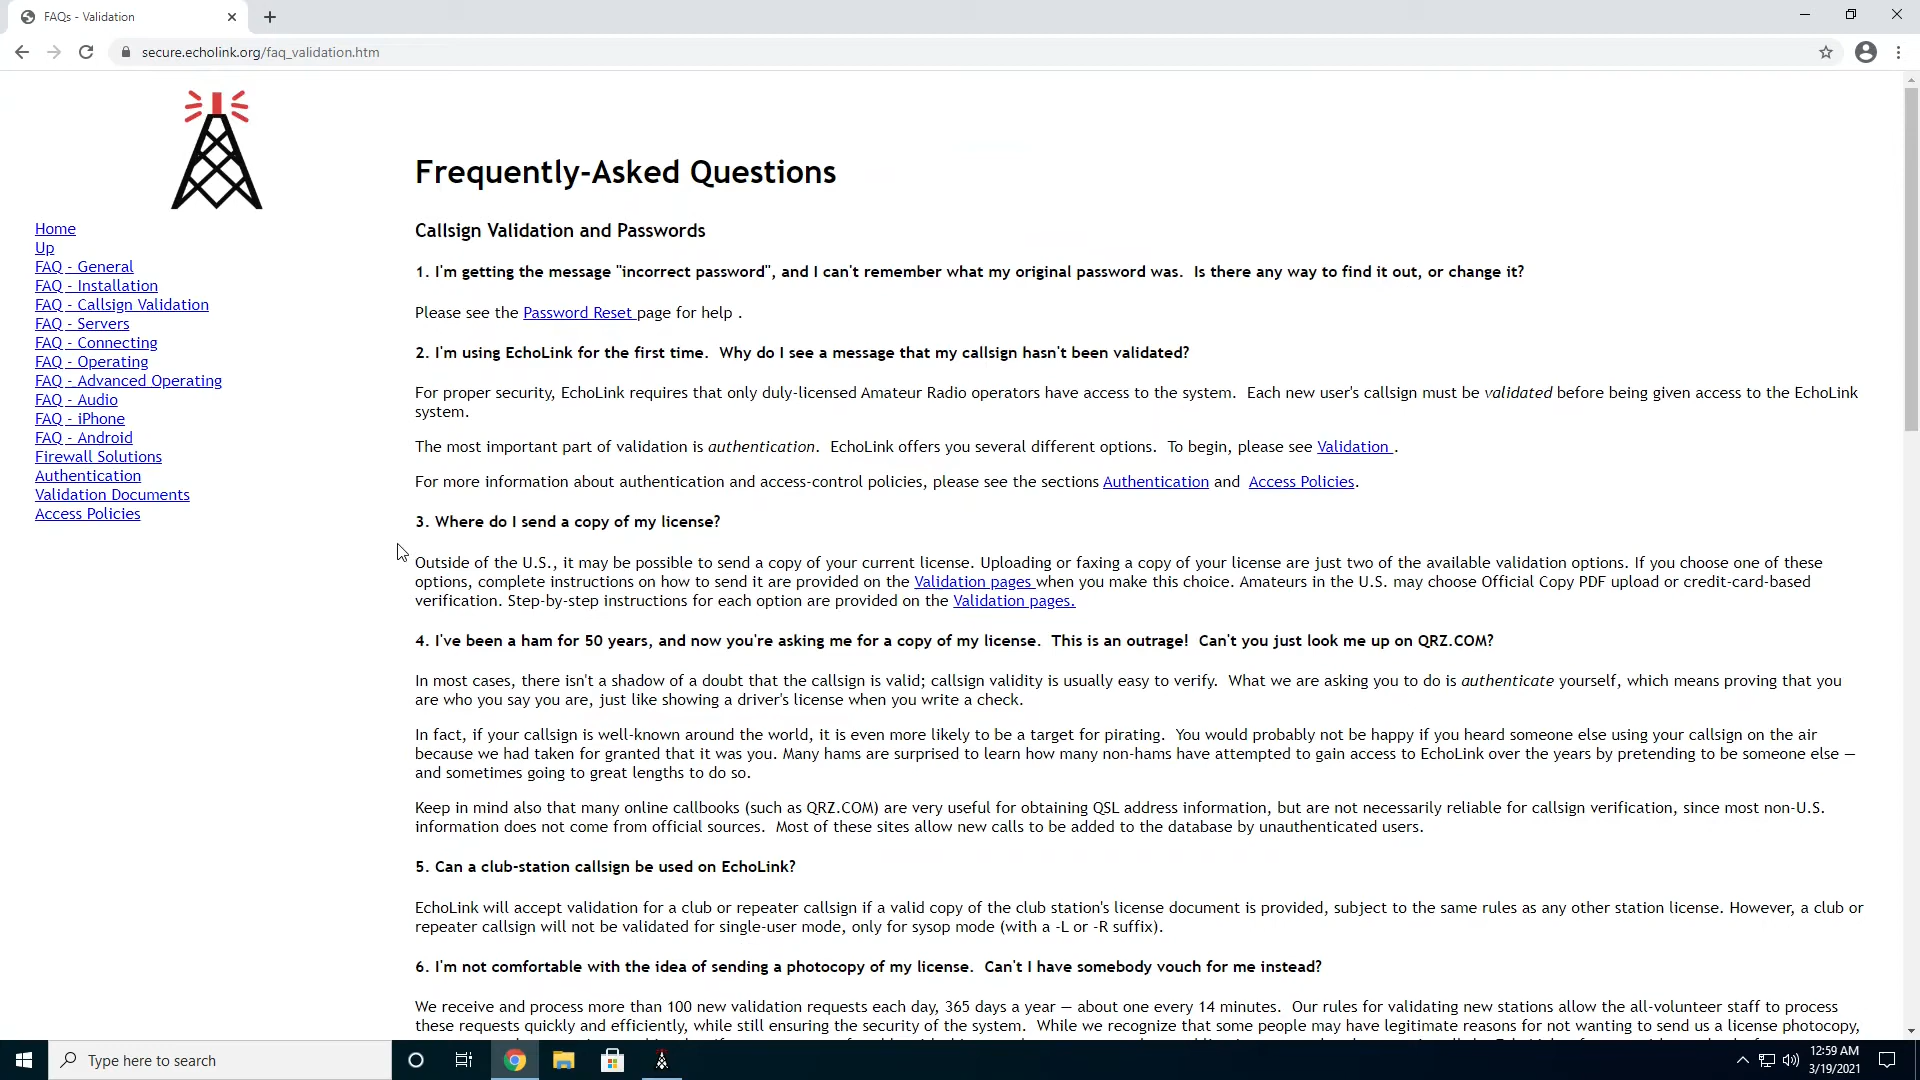 FAQs - Validation
secure.echolink.org/faq_validation.htm
Home
Up
FAQ - General
FAQ - Installation
FAQ - Callsign Validation
FAQ - Servers
FAQ - Connecting
FAQ - Operating
FAQ - Advanced Operating
FAQ - Audio
FAQ - iPhone
FAQ - Android
Firewall Solutions
Authentication
Validation Documents
Access Policies
Frequently-Asked Questions
Callsign Validation and Passwords
1. I'm getting the message "incorrect password", and I can't remember what my original password was. Is there any way to find it out, or change it?
Please see the Password Reset page for help .
2. I'm using EchoLink for the first time. Why do I see a message that my callsign hasn't been validated?
For proper security, EchoLink requires that only duly-licensed Amateur Radio operators have access to the system. Each new user's callsign must be validated before being given access to the EchoLink
system.
The most important part of validation is authentication. EchoLink offers you several different options. To begin, please see Validation .
For more information about authentication and access-control policies, please see the sections Authentication and Access Policies.
3. Where do I send a copy of my license?
Outside of the U.S., it may be possible to send a copy of your current license. Uploading or faxing a copy of your license are just two of the available validation options. If you choose one of these
options, complete instructions on how to send it are provided on the Validation pages when you make this choice. Amateurs in the U.S. may choose Official Copy PDF upload or credit-card-based
verification. Step-by-step instructions for each option are provided on the Validation pages.
4. I've been a ham for 50 years, and now you're asking me for a copy of my license. This is an outrage! Can't you just look me up on QRZ.COM?
In most cases, there isn't a shadow of a doubt that the callsign is valid; callsign validity is usually easy to verify. What we are asking you to do is authenticate yourself, which means proving that you
are who you say you are, just like showing a driver's license when you write a check.
In fact, if your callsign is well-known around the world, it is even more likely to be a target for pirating. You would probably not be happy if you heard someone else using your callsign on the air
because we had taken for granted that it was you. Many hams are surprised to learn how many non-hams have attempted to gain access to EchoLink over the years by pretending to be someone else —
and sometimes going to great lengths to do so.
Keep in mind also that many online callbooks (such as QRZ.COM) are very useful for obtaining QSL address information, but are not necessarily reliable for callsign verification, since most non-U.S.
information does not come from official sources. Most of these sites allow new calls to be added to the database by unauthenticated users.
5. Can a club-station callsign be used on EchoLink?
EchoLink will accept validation for a club or repeater callsign if a valid copy of the club station's license document is provided, subject to the same rules as any other station license. However, a club or
repeater callsign will not be validated for single-user mode, only for sysop mode (with a -L or -R suffix).
6. I'm not comfortable with the idea of sending a photocopy of my license. Can't I have somebody vouch for me instead?
We receive and process more than 100 new validation requests each day, 365 days a year — about one every 14 minutes. Our rules for validating new stations allow the all-volunteer staff to process
these requests quickly and efficiently, while still ensuring the security of the system. While we recognize that some people may have legitimate reasons for not wanting to send us a license photocopy,
Type here to search
12:59 AM
3/19/2021